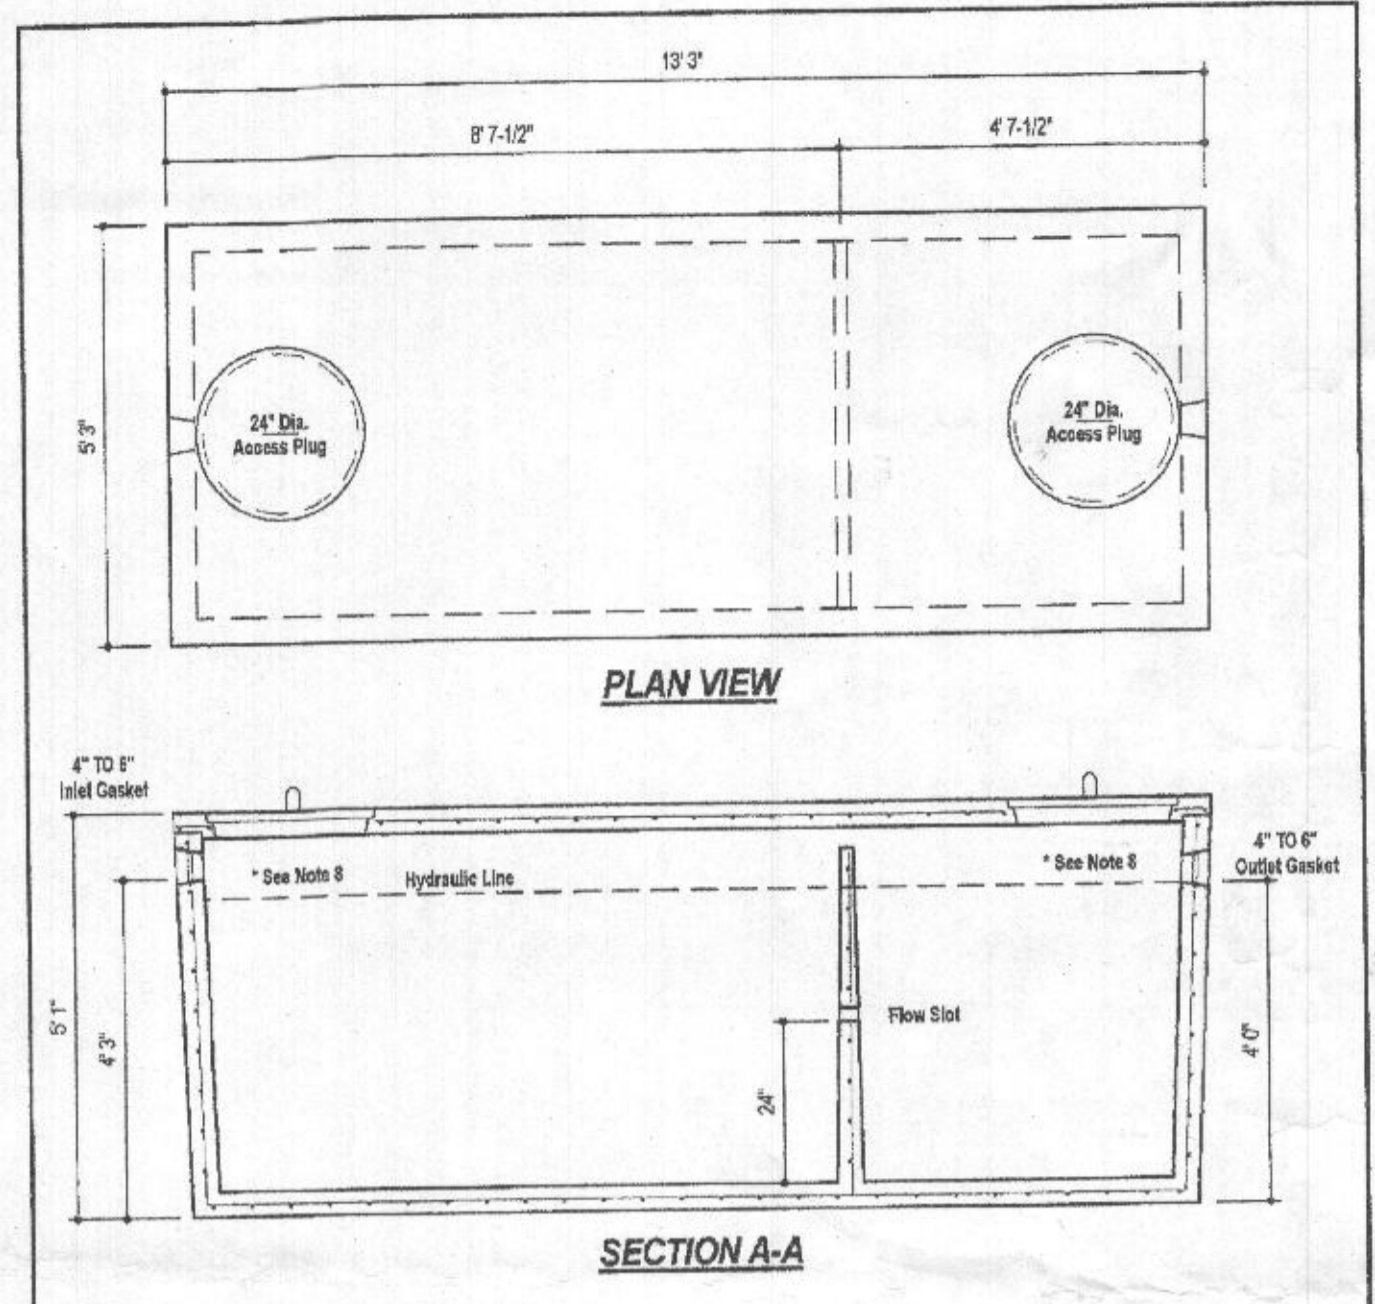 13' 3"
8' 7-1/2"
4' 7-1/2"
5' 3"
24" Dia.
Access Plug
24" Dia.
Access Plug
PLAN VIEW
4" TO 6"
Inlet Gasket
* See Note 8
Hydraulic Line
* See Note 8
4" TO 6"
Outlet Gasket
5' 1"
4' 3"
24"
Flow Slot
4' 0"
SECTION A-A